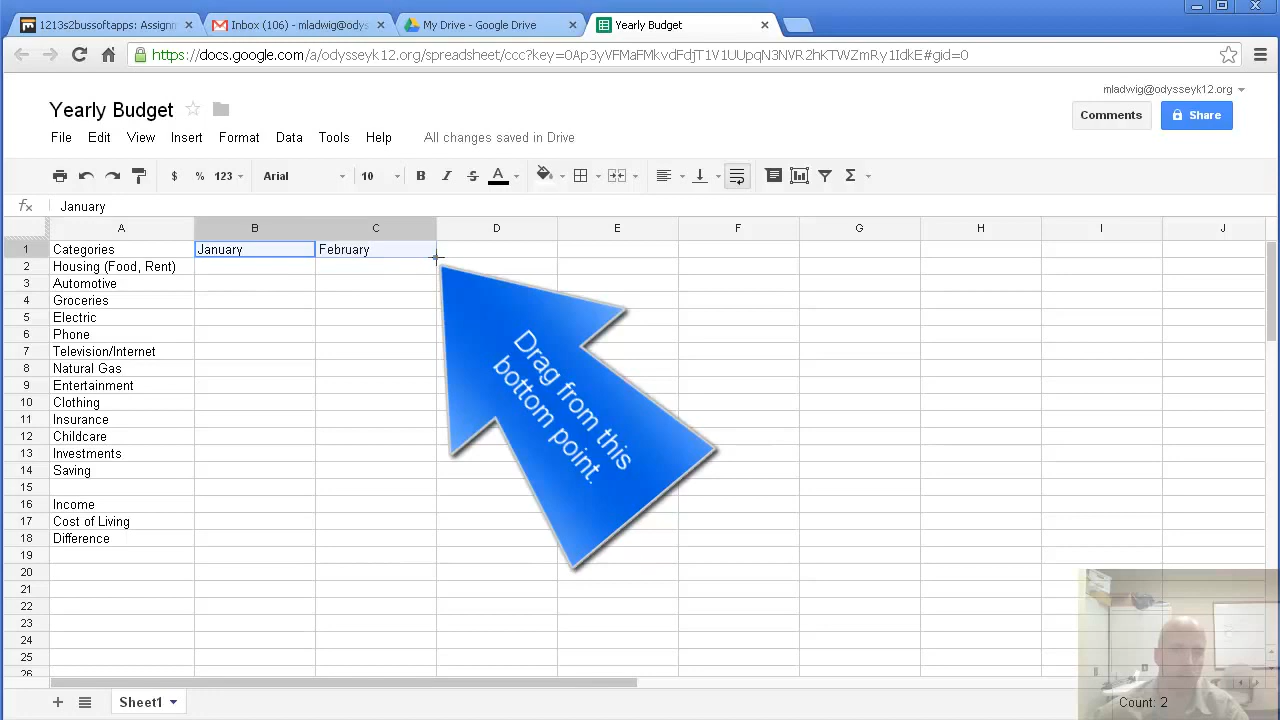 1213s2bussoftapps: Assignm
Inbox (106) - mladwig@ody
My Drive - Google Drive
Yearly Budget
https://docs.google.com/a/odysseyk12.org/spreadsheet/ccc?key=0Ap3yVFMaFMkvdFdjT1V1UUpqN3NVR2hKTWZmRy1IdkE#gid=0
mladwig@odysseyk12.org
Yearly Budget
Comments
Share
File Edit View Insert Format Data Tools Help All changes saved in Drive
$ % 123 Arial 10 B I S A Σ
fx January
A B C D E F G H I J
1 Categories January February
2 Housing (Food, Rent)
3 Automotive
4 Groceries
5 Electric
6 Phone
7 Television/Internet
8 Natural Gas
9 Entertainment
10 Clothing
11 Insurance
12 Childcare
13 Investments
14 Saving
15
16 Income
17 Cost of Living
18 Difference
19
20
21
22
23
24
25
26
Drag from this
bottom point.
Sheet1
Count: 2